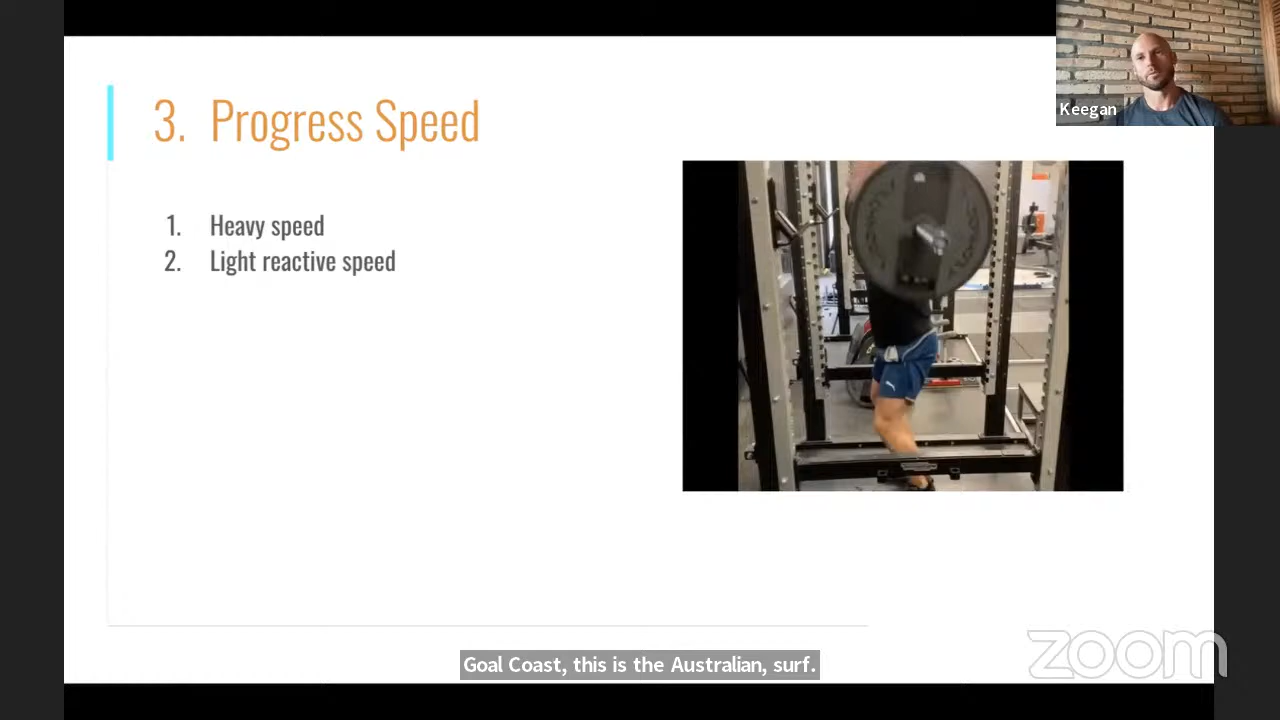 3. Progress Speed
Keegan
1. Heavy speed
2. Light reactive speed
Goal Coast, this is the Australian, surf.
zoom